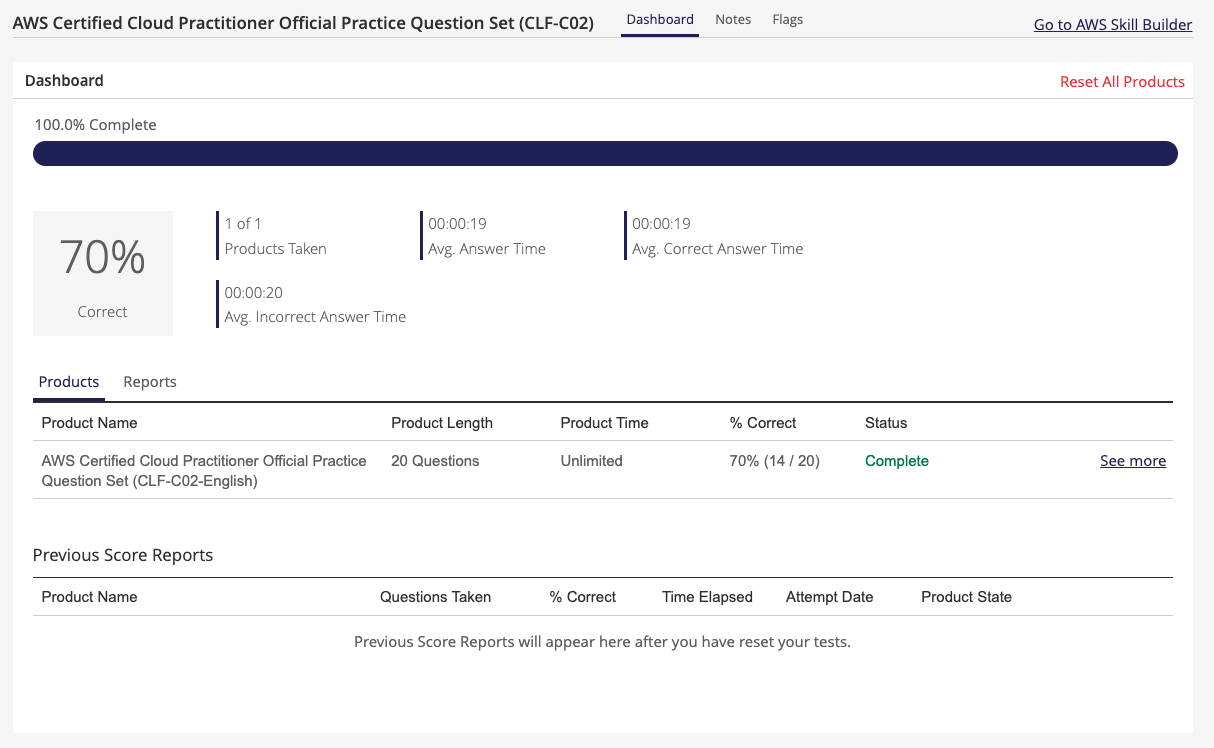 AWS Certified Cloud Practitioner Official Practice Question Set (CLF-C02)
Dashboard Notes Flags
Go to AWS Skill Builder
Dashboard
Reset All Products
100.0% Complete
70%
Correct
1 of 1
Products Taken
00:00:19
Avg. Answer Time
00:00:19
Avg. Correct Answer Time
00:00:20
Avg. Incorrect Answer Time
Products Reports
Product Name Product Length Product Time % Correct Status
AWS Certified Cloud Practitioner Official Practice 20 Questions Unlimited 70% (14 / 20) Complete See more
Question Set (CLF-C02-English)
Previous Score Reports
Product Name Questions Taken % Correct Time Elapsed Attempt Date Product State
Previous Score Reports will appear here after you have reset your tests.